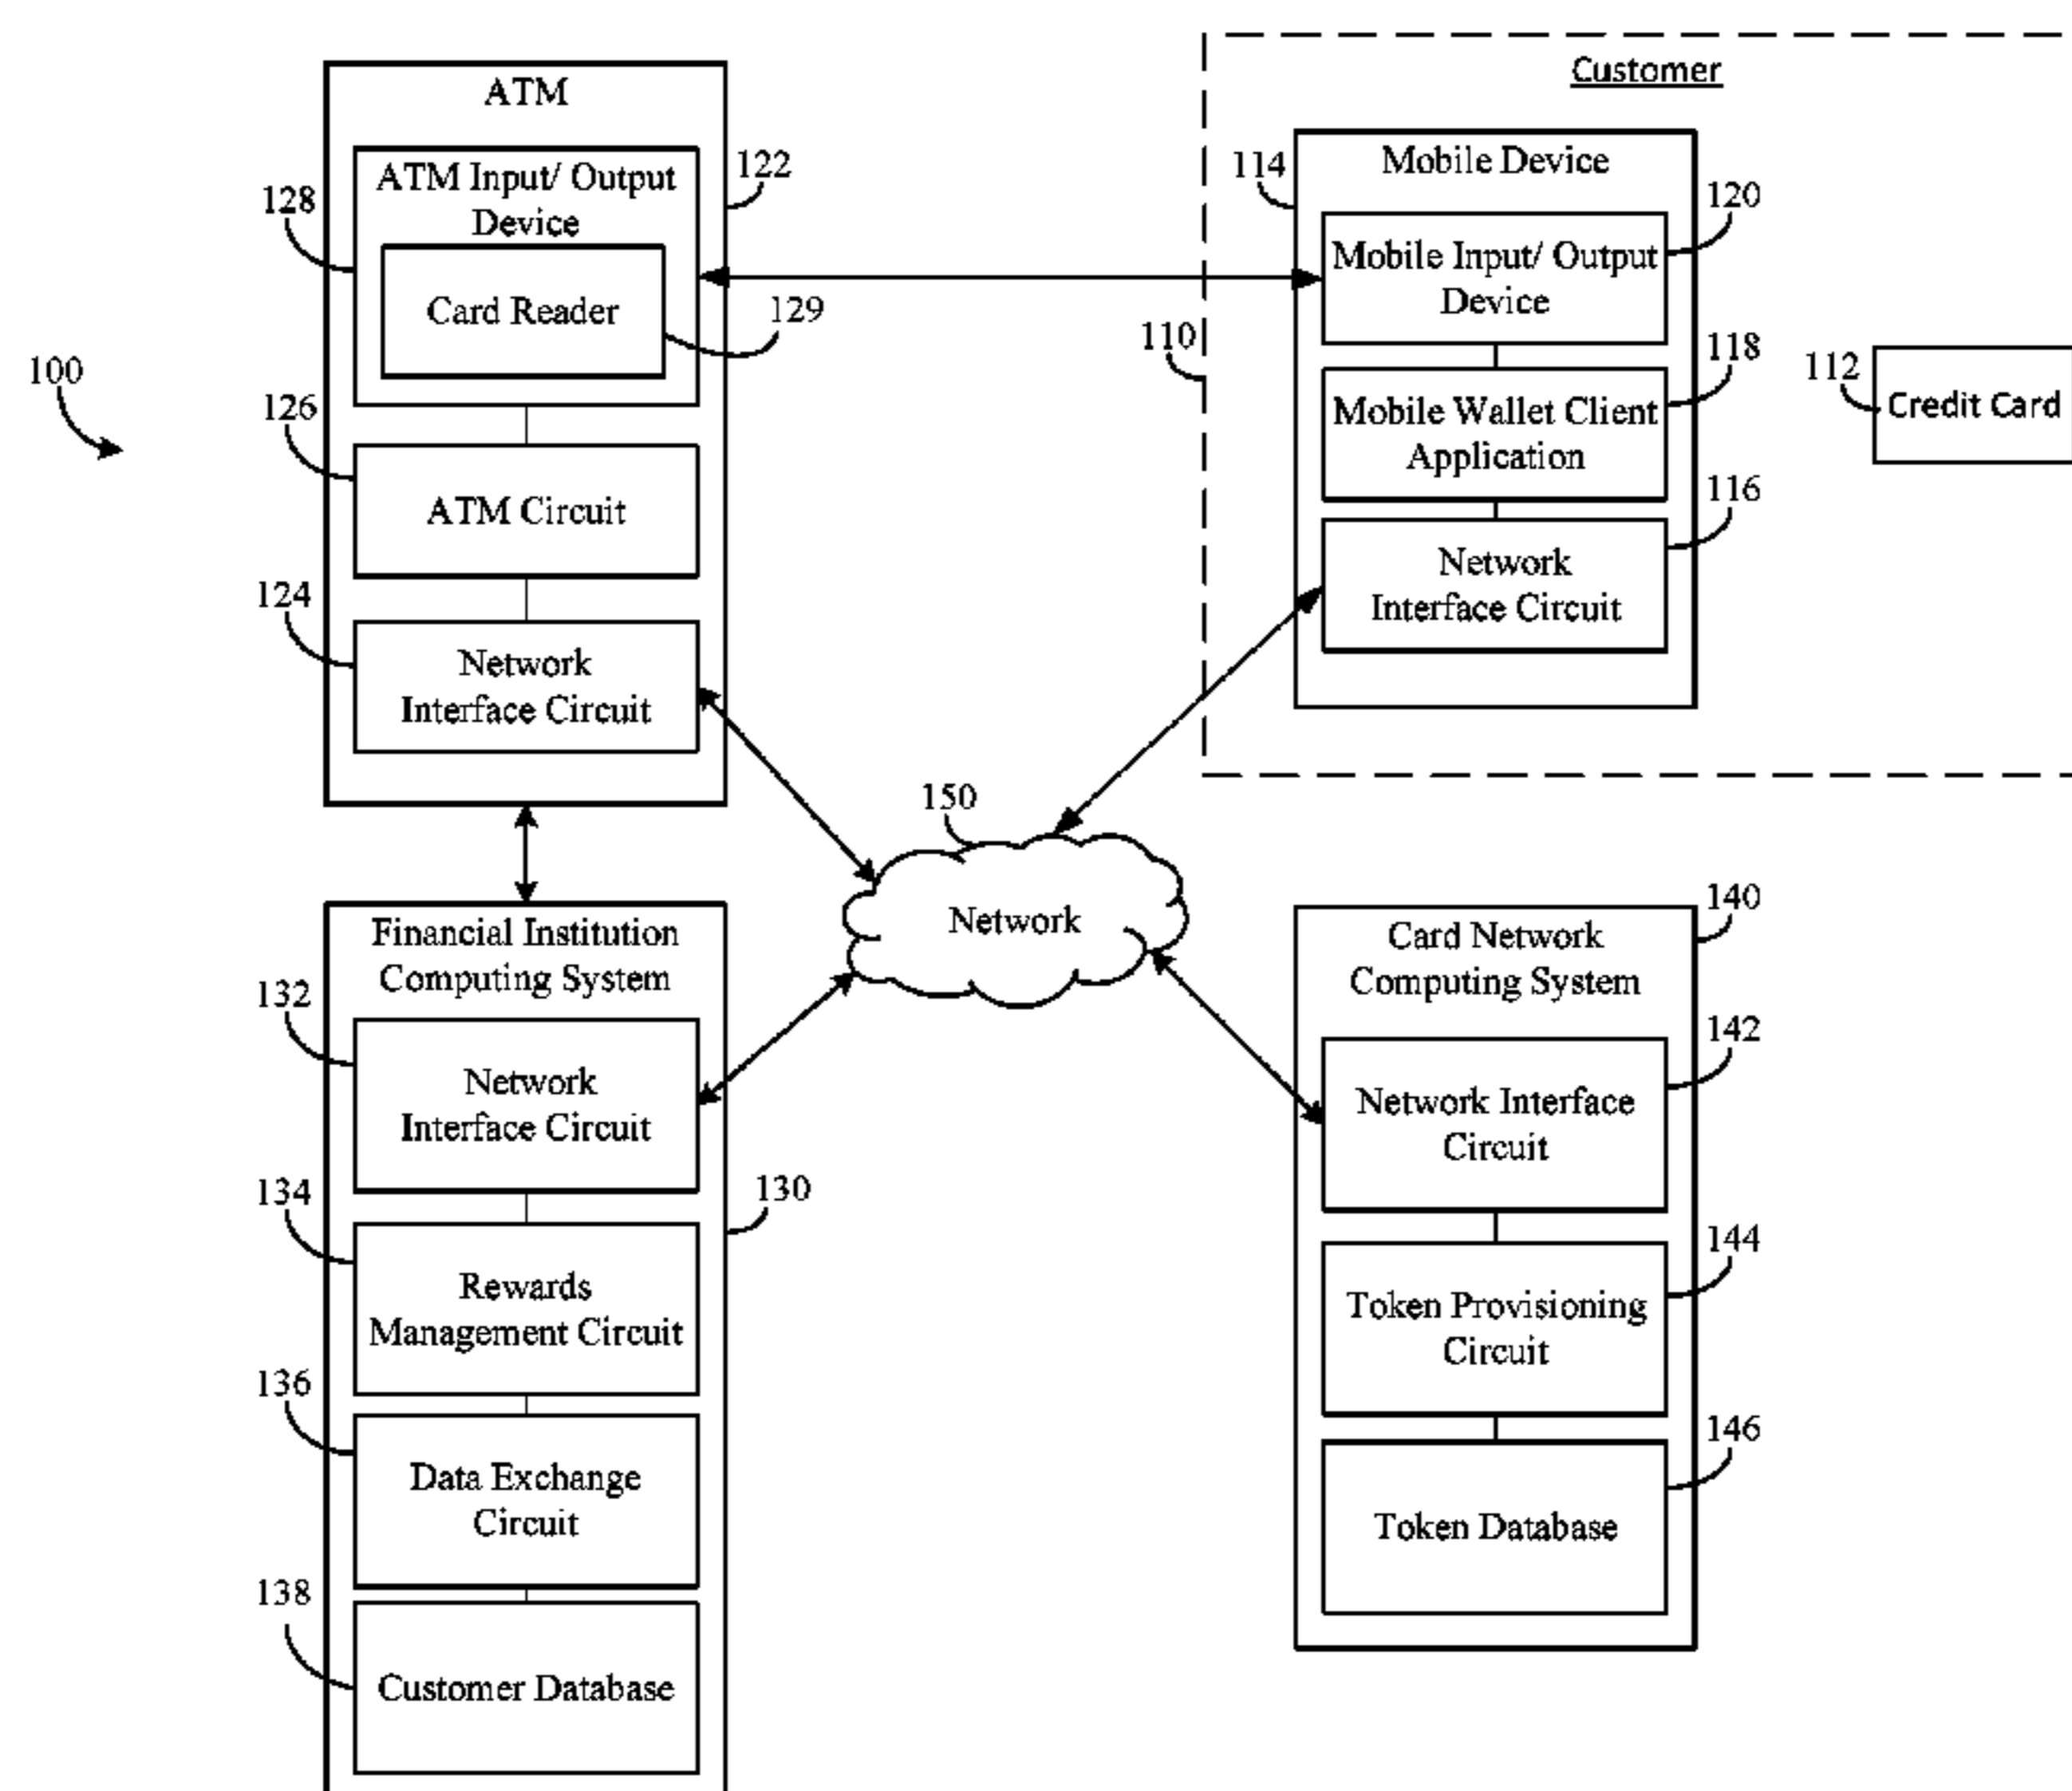 100
ATM
122
128
ATM Input/ Output
Device
Card Reader
129
126
ATM Circuit
124
Network
Interface Circuit
Customer
110
114
Mobile Device
120
Mobile Input/ Output
Device
118
Mobile Wallet Client
Application
116
Network
Interface Circuit
112
Credit Card
150
Network
Financial Institution
Computing System
130
132
Network
Interface Circuit
134
Rewards
Management Circuit
136
Data Exchange
Circuit
138
Customer Database
140
Card Network
Computing System
142
Network Interface
Circuit
144
Token Provisioning
Circuit
146
Token Database